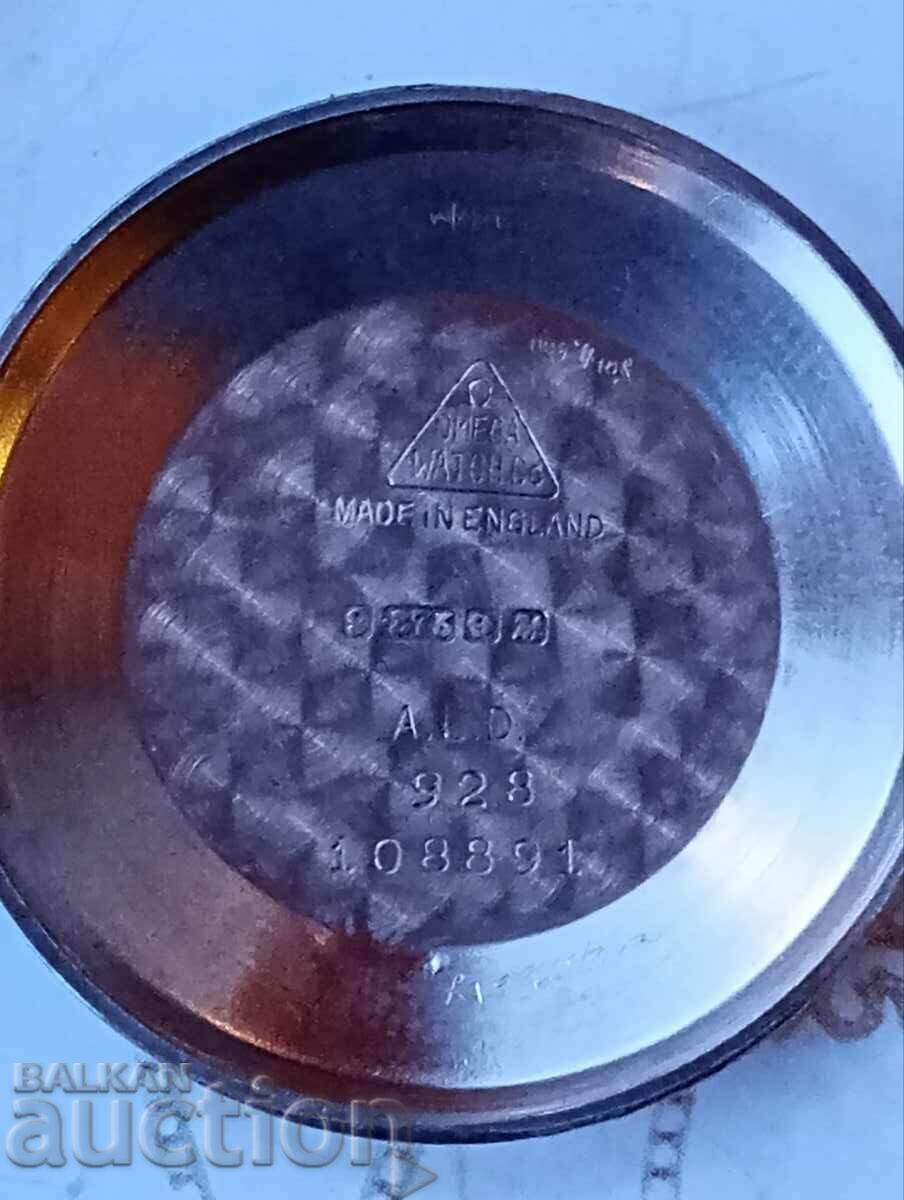 Ω
OMEGA
WATCH.Co
MADE IN ENGLAND
9 375
A.L.D.
928
108891
BALKAN
auction